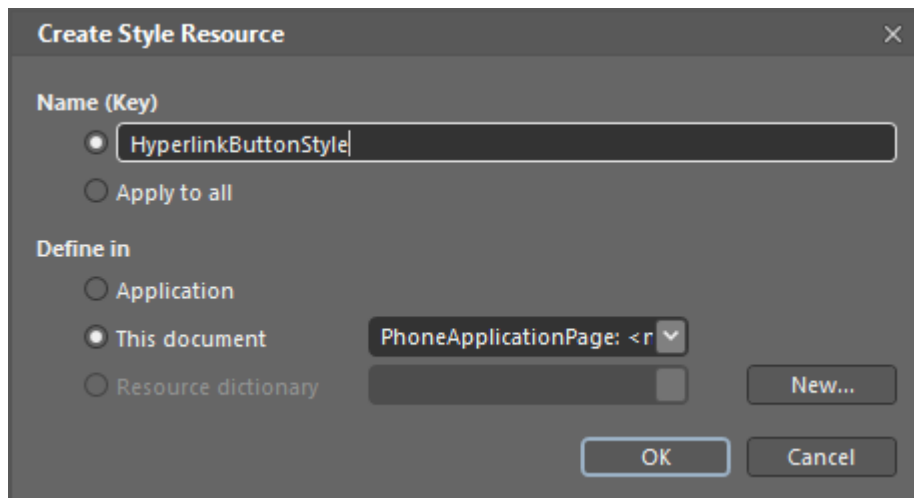 Create Style Resource
Name (Key)
HyperlinkButtonStyle
Apply to all
Define in
Application
This document
PhoneApplicationPage: <r
Resource dictionary
New...
OK
Cancel